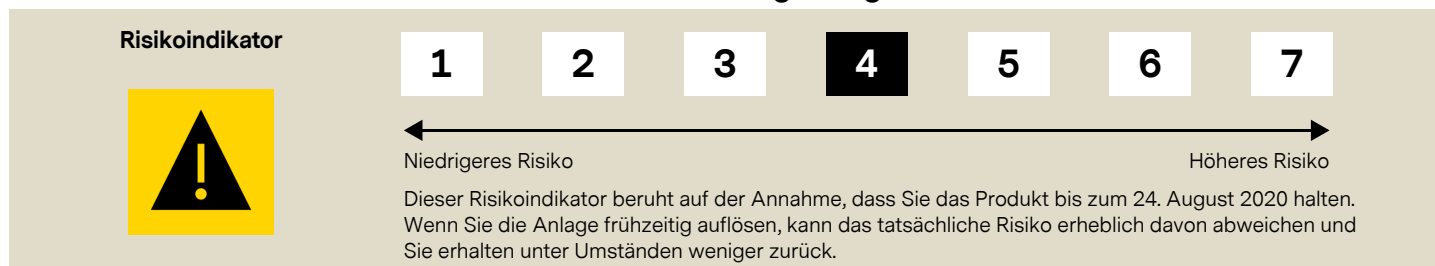 Risikoindikator
1 2 3 4 5 6 7
Niedrigeres Risiko Höheres Risiko
Dieser Risikoindikator beruht auf der Annahme, dass Sie das Produkt bis zum 24. August 2020 halten.
Wenn Sie die Anlage frühzeitig auflösen, kann das tatsächliche Risiko erheblich davon abweichen und
Sie erhalten unter Umständen weniger zurück.